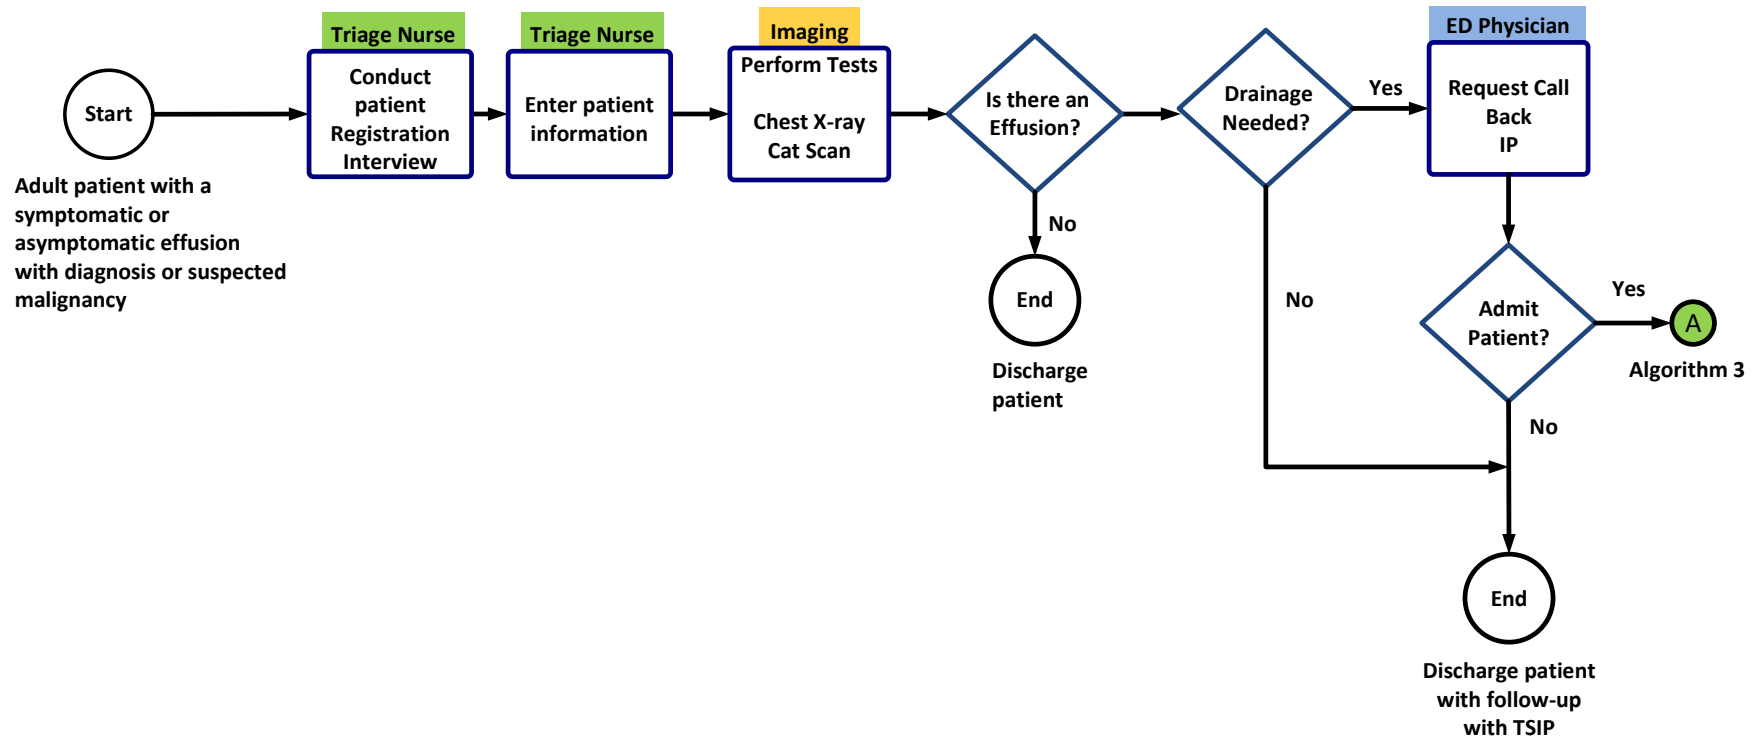 Start
Adult patient with a
symptomatic or
asymptomatic effusion
with diagnosis or suspected
malignancy
Triage Nurse
Conduct
patient
Registration
Interview
Triage Nurse
Enter patient
information
Imaging
Perform Tests
Chest X-ray
Cat Scan
Is there an
Effusion?
No
End
Discharge
patient
Drainage
Needed?
Yes
No
ED Physician
Request Call
Back
IP
Admit
Patient?
Yes
A
Algorithm 3
No
End
Discharge patient
with follow-up
with TSIP